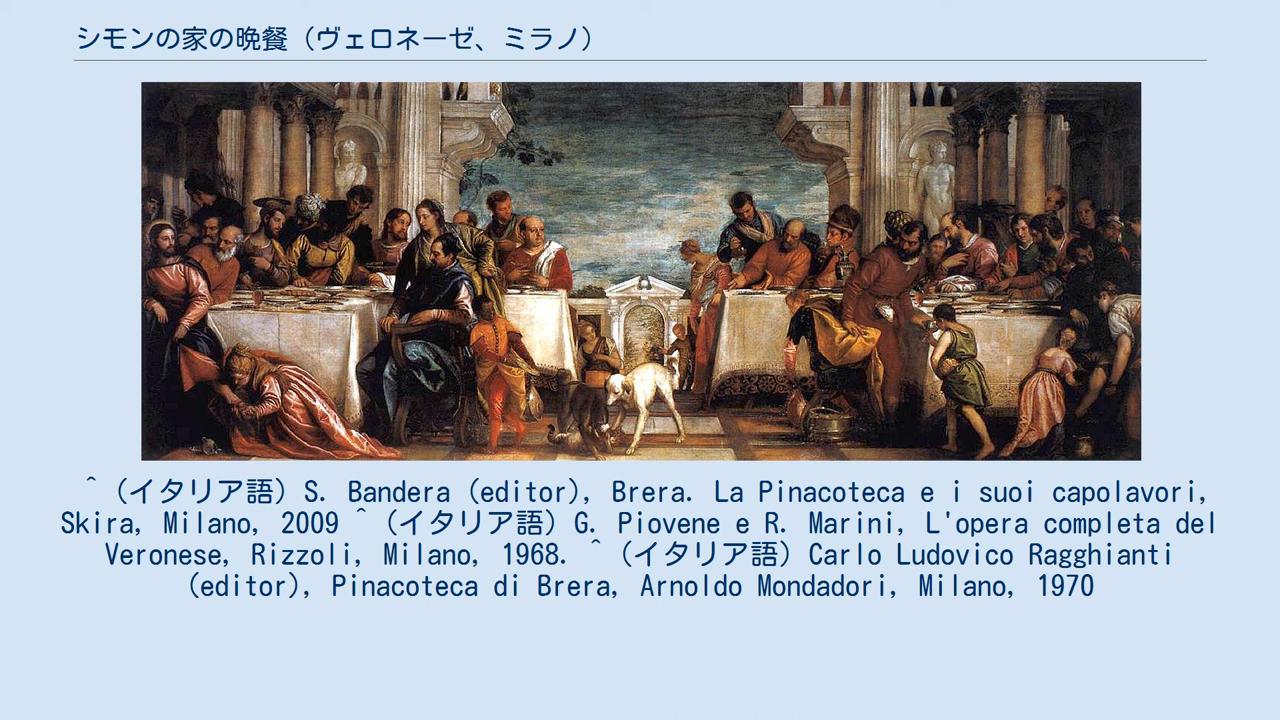 シモンの家の晩餐（ヴェロネーゼ、ミラノ）
^（イタリア語）S. Bandera (editor), Brera. La Pinacoteca e i suoi capolavori,
Skira, Milano, 2009 ^（イタリア語）G. Piovene e R. Marini, L'opera completa del
Veronese, Rizzoli, Milano, 1968. ^（イタリア語）Carlo Ludovico Ragghianti
(editor), Pinacoteca di Brera, Arnoldo Mondadori, Milano, 1970